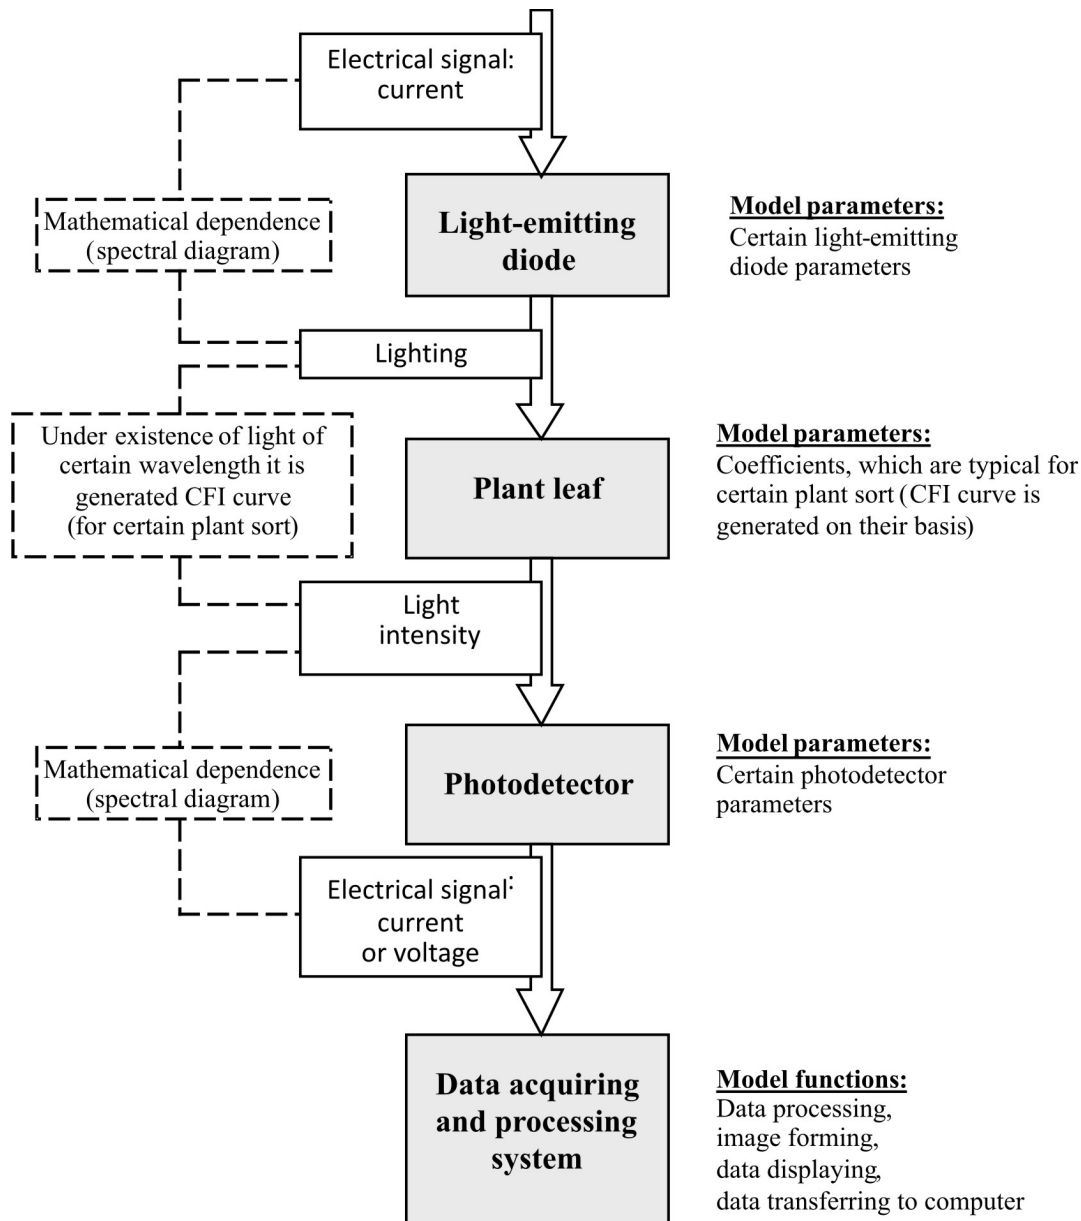 Electrical signal:
current
Mathematical dependence
(spectral diagram)
Light-emitting
diode
Model parameters:
Certain light-emitting
diode parameters
Lighting
Under existence of light of
certain wavelength it is
generated CFI curve
(for certain plant sort)
Plant leaf
Model parameters:
Coefficients, which are typical for
certain plant sort (CFI curve is
generated on their basis)
Light
intensity
Mathematical dependence
(spectral diagram)
Photodetector
Model parameters:
Certain photodetector
parameters
Electrical signal:
current
or voltage
Data acquiring
and processing
system
Model functions:
Data processing,
image forming,
data displaying,
data transferring to computer